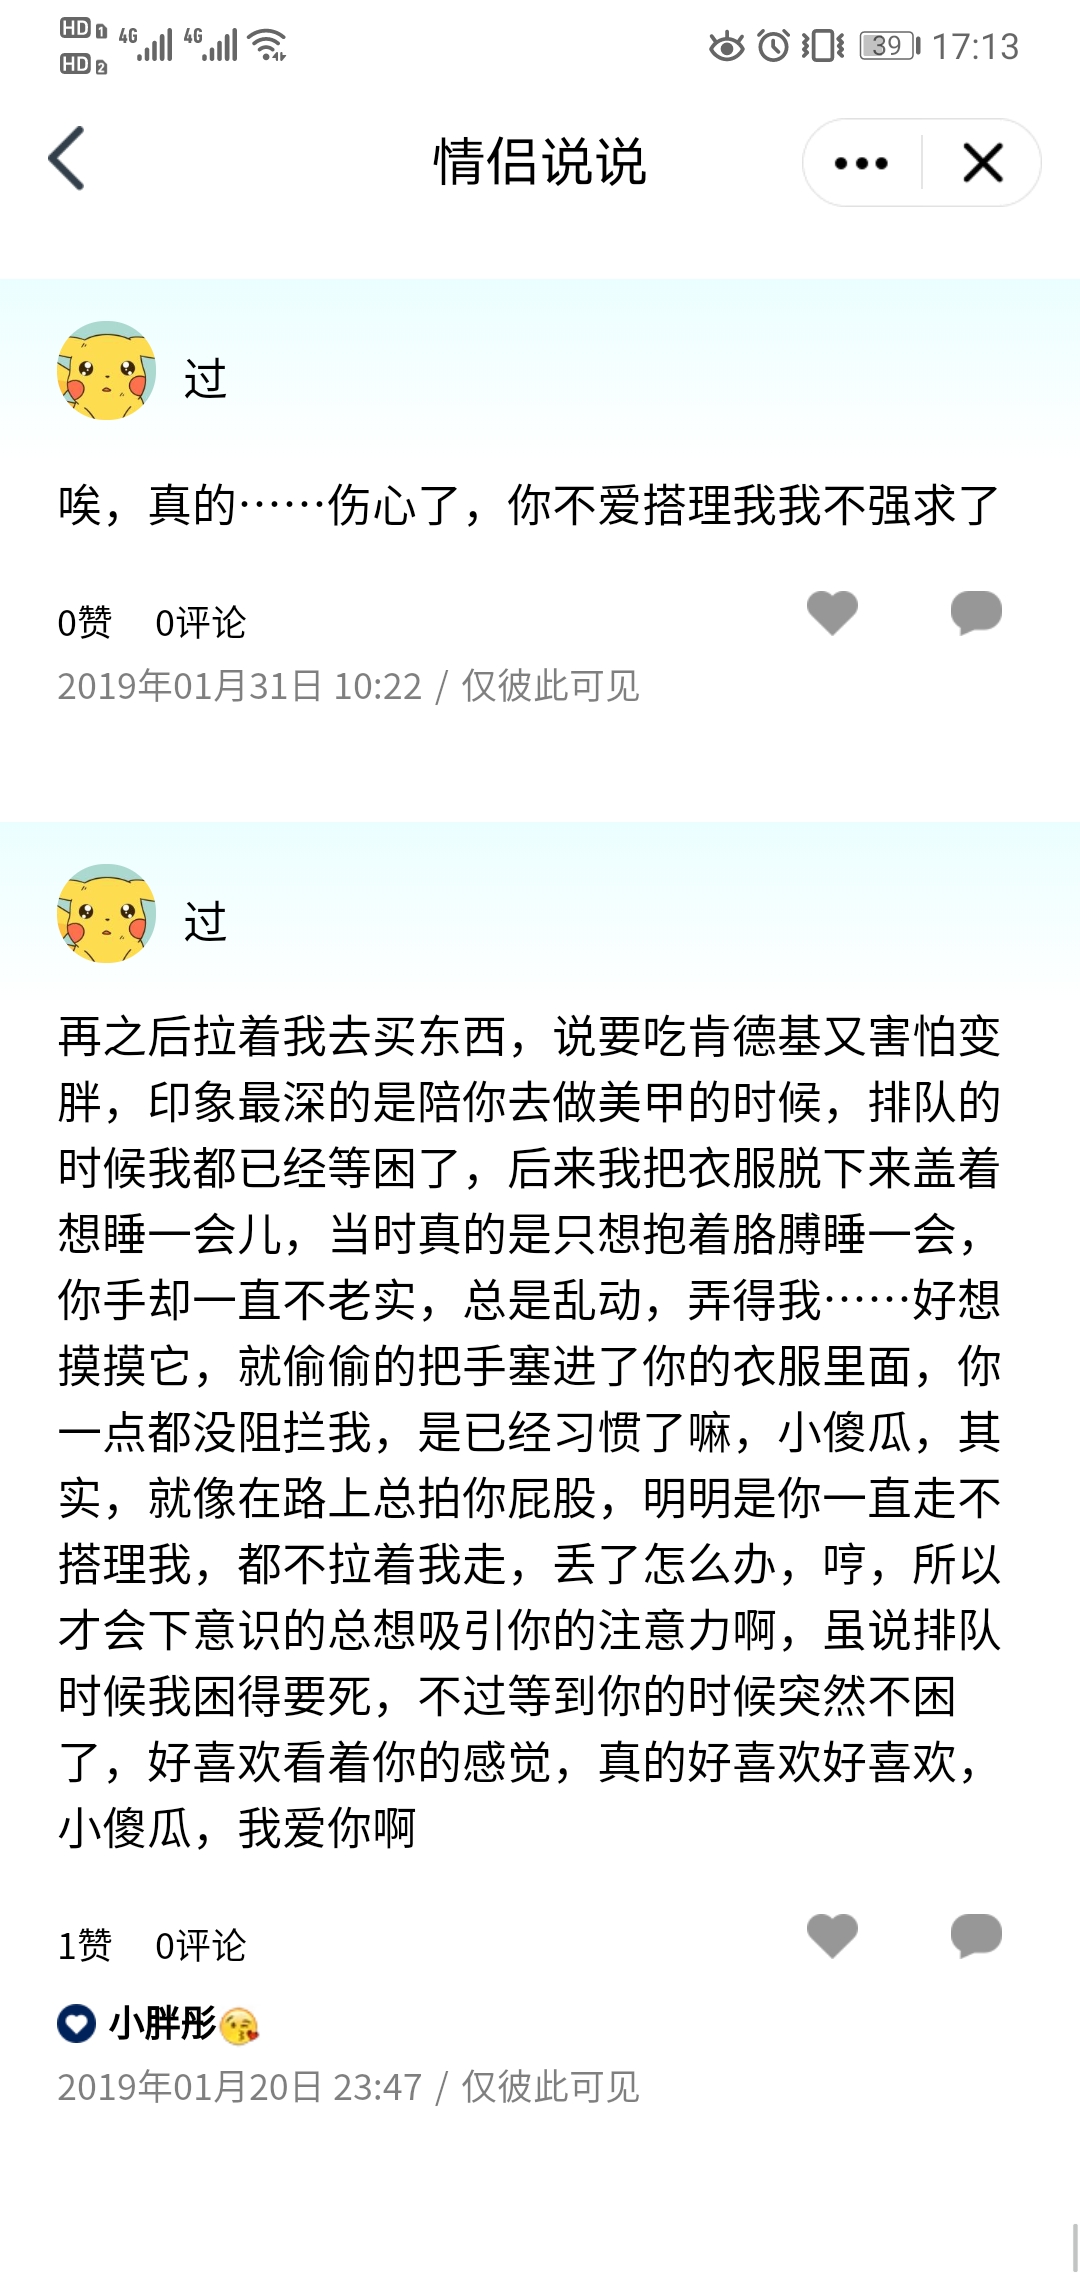 HD 1 4G 4G
HD 2
39 17:13
情侣说说
过
唉，真的……伤心了，你不爱搭理我我不强求了
0赞 0评论
2019年01月31日 10:22 / 仅彼此可见
过
再之后拉着我去买东西，说要吃肯德基又害怕变
胖，印象最深的是陪你去做美甲的时候，排队的
时候我都已经等困了，后来我把衣服脱下来盖着
想睡一会儿，当时真的是只想抱着胳膊睡一会，
你手却一直不老实，总是乱动，弄得我……好想
摸摸它，就偷偷的把手塞进了你的衣服里面，你
一点都没阻拦我，是已经习惯了嘛，小傻瓜，其
实，就像在路上总拍你屁股，明明是你一直走不
搭理我，都不拉着我走，丢了怎么办，哼，所以
才会下意识的总想吸引你的注意力啊，虽说排队
时候我困得要死，不过等到你的时候突然不困
了，好喜欢看着你的感觉，真的好喜欢好喜欢，
小傻瓜，我爱你啊
1赞 0评论
小胖彤😘
2019年01月20日 23:47 / 仅彼此可见